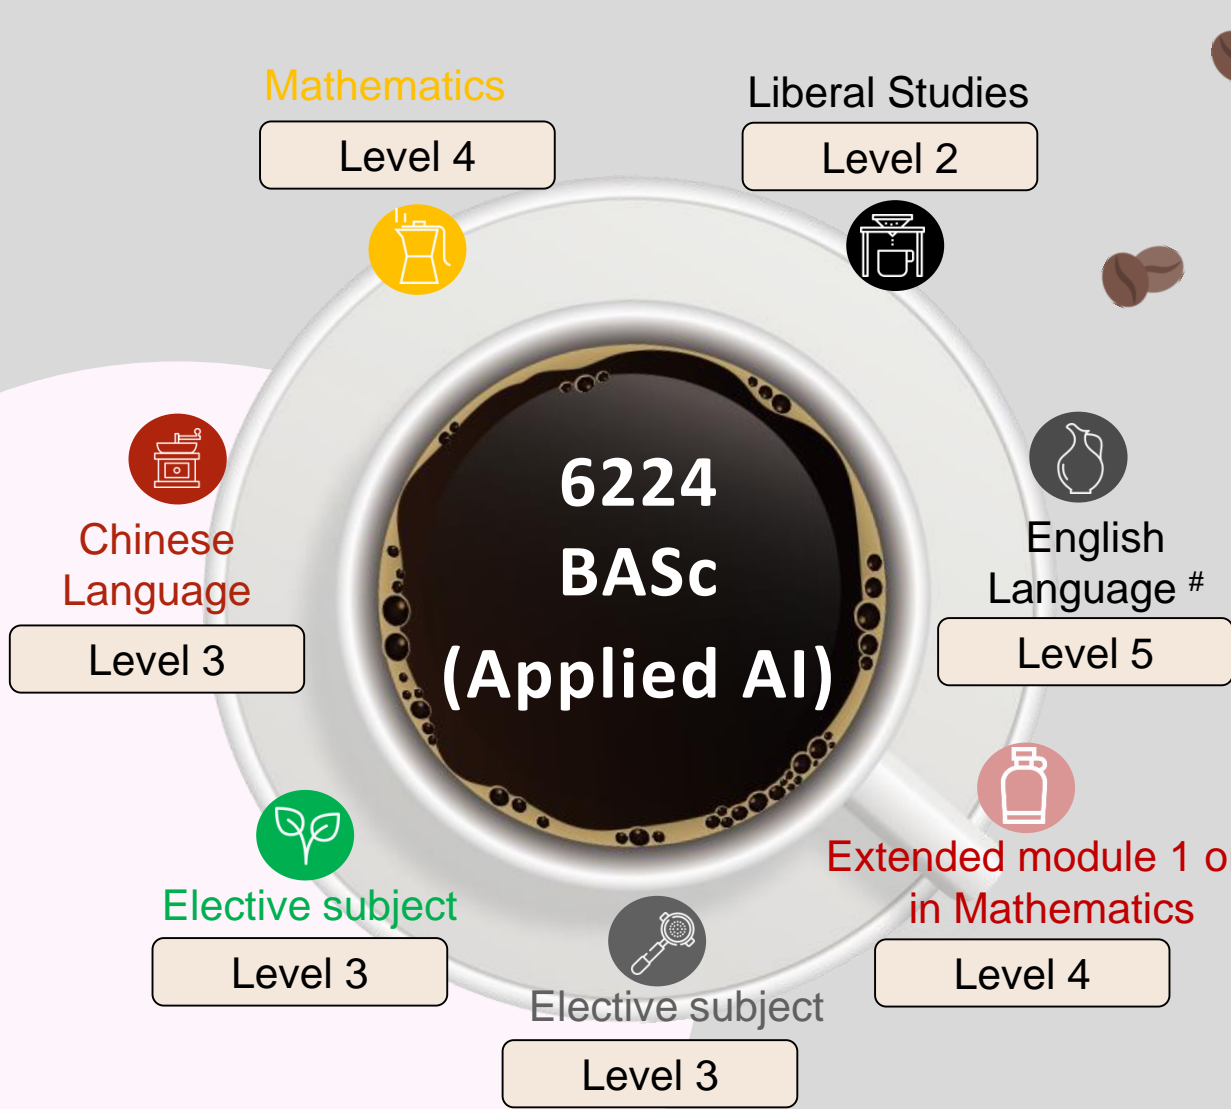 Mathematics
Level 4
Liberal Studies
Level 2
6224
BASc
(Applied AI)
Chinese
Language
Level 3
English
Language #
Level 5
Elective subject
Level 3
Elective subject
Level 3
Extended module 1 o
in Mathematics
Level 4